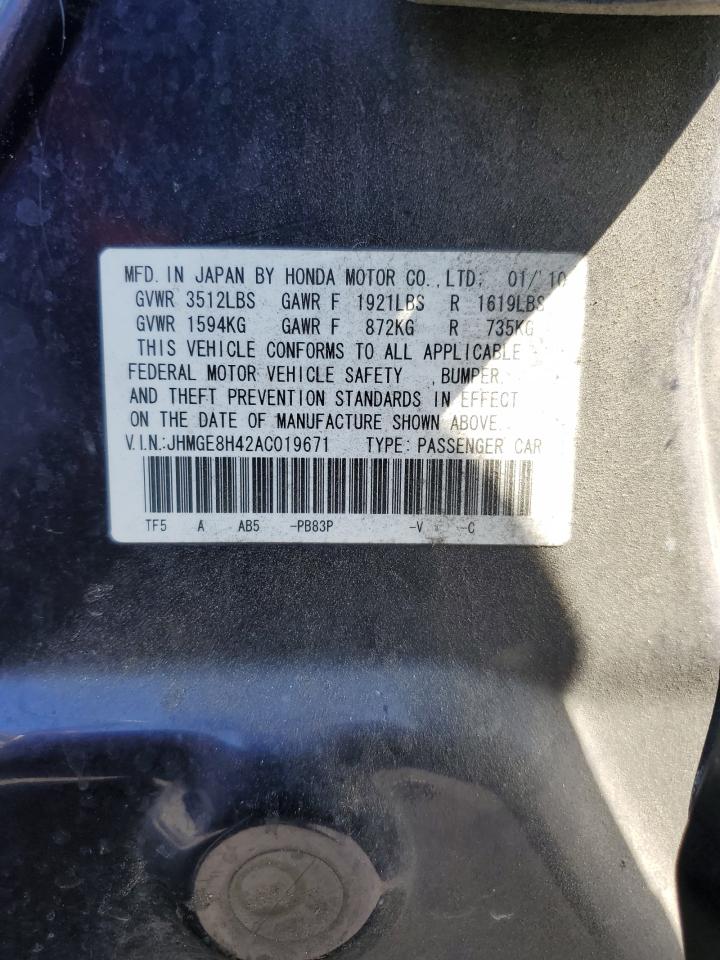 MFD. IN JAPAN BY HONDA MOTOR CO., LTD. 01/'10
GVWR 3512LBS GAWR F 1921LBS R 1619LBS
GVWR 1594KG GAWR F 872KG R 735KG
THIS VEHICLE CONFORMS TO ALL APPLICABLE
FEDERAL MOTOR VEHICLE SAFETY , BUMPER,
AND THEFT PREVENTION STANDARDS IN EFFECT
ON THE DATE OF MANUFACTURE SHOWN ABOVE.
V.I.N.:JHMGE8H42AC019671 TYPE: PASSENGER CAR
TF5 A AB5 -PB83P -V -C